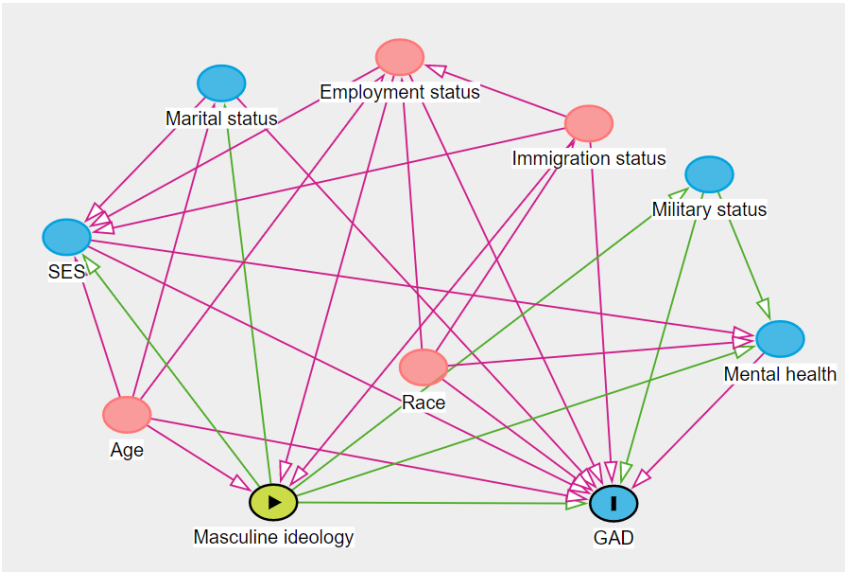 Employment status
Marital status
Immigration status
Military status
SES
Mental health
Race
Age
Masculine ideology
GAD